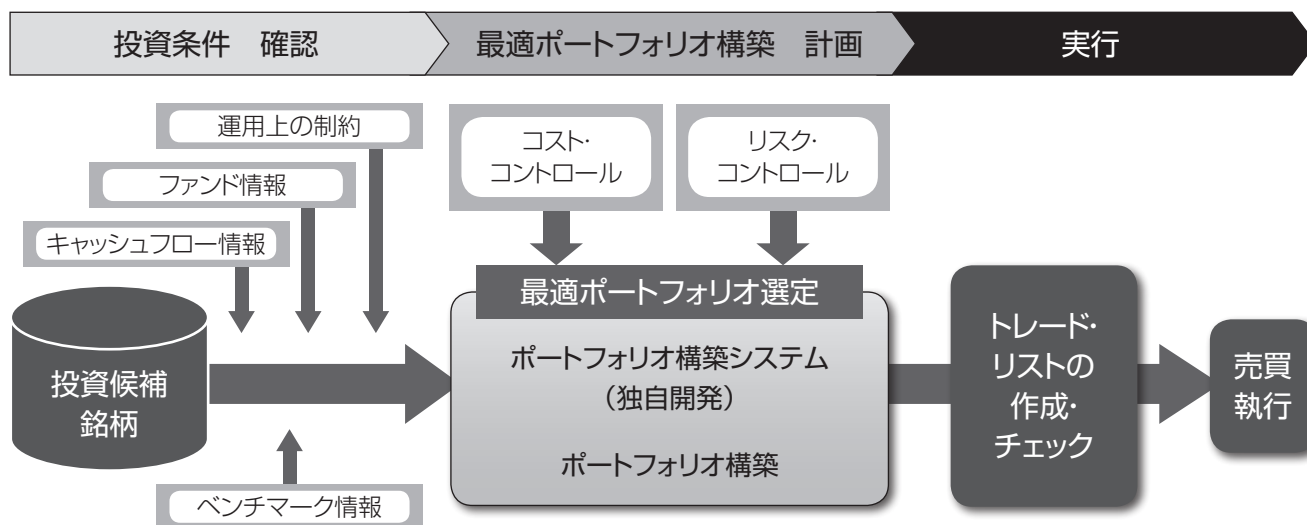 投資条件　確認
最適ポートフォリオ構築　計画
実行
運用上の制約
ファンド情報
キャッシュフロー情報
コスト・
コントロール
リスク・
コントロール
投資候補
銘柄
ベンチマーク情報
最適ポートフォリオ選定
ポートフォリオ構築システム
（独自開発）
ポートフォリオ構築
トレード・
リストの
作成・
チェック
売買
執行